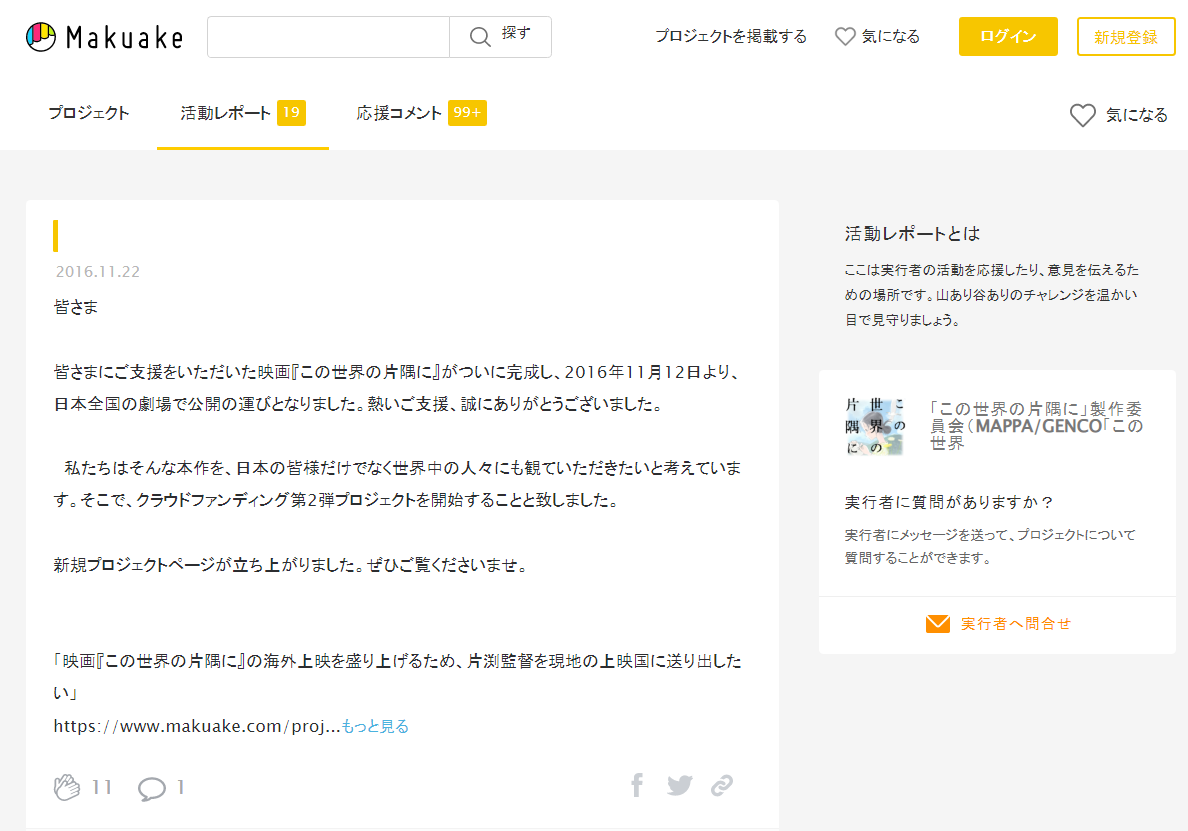 Makuake
探す
プロジェクトを掲載する
気になる
ログイン
新規登録
プロジェクト
活動レポート 19
応援コメント 99+
気になる
2016.11.22
皆さま
皆さまにご支援をいただいた映画『この世界の片隅に』がついに完成し、2016年11月12日より、
日本全国の劇場で公開の運びとなりました。熱いご支援、誠にありがとうございました。
私たちはそんな本作を、日本の皆様だけでなく世界中の人々にも観ていただきたいと考えていま
す。そこで、クラウドファンディング第2弾プロジェクトを開始することと致しました。
新規プロジェクトページが立ち上がりました。ぜひご覧くださいませ。
「映画『この世界の片隅に』の海外上映を盛り上げるため、片渕監督を現地の上映国に送り出した
い」
https://www.makuake.com/proj...もっと見る
11
1
活動レポートとは
ここは実行者の活動を応援したり、意見を伝えるた
めの場所です。山あり谷ありのチャレンジを温かい
目で見守りましょう。
この
世界の
片隅に
「この世界の片隅に」製作委
員会（MAPPA/GENCO「この
世界
実行者に質問がありますか？
実行者にメッセージを送って、プロジェクトについて
質問することができます。
実行者へ問合せ